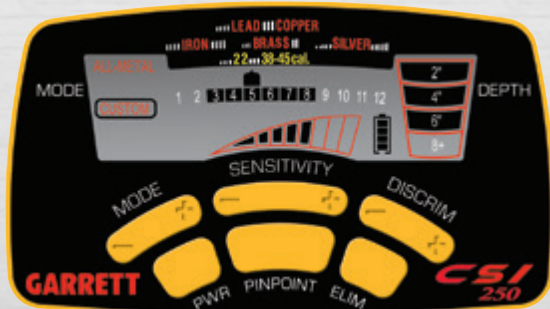 LEAD COPPER
IRON BRASS SILVER
22 38-45cal.
ALL-METAL
MODE
CUSTOM
1 2 3 4 5 6 7 8 9 10 11 12
2"
4"
6"
8+
DEPTH
SENSITIVITY
MODE
DISCRIM
GARRETT
PWR PINPOINT ELIM
CSI
250